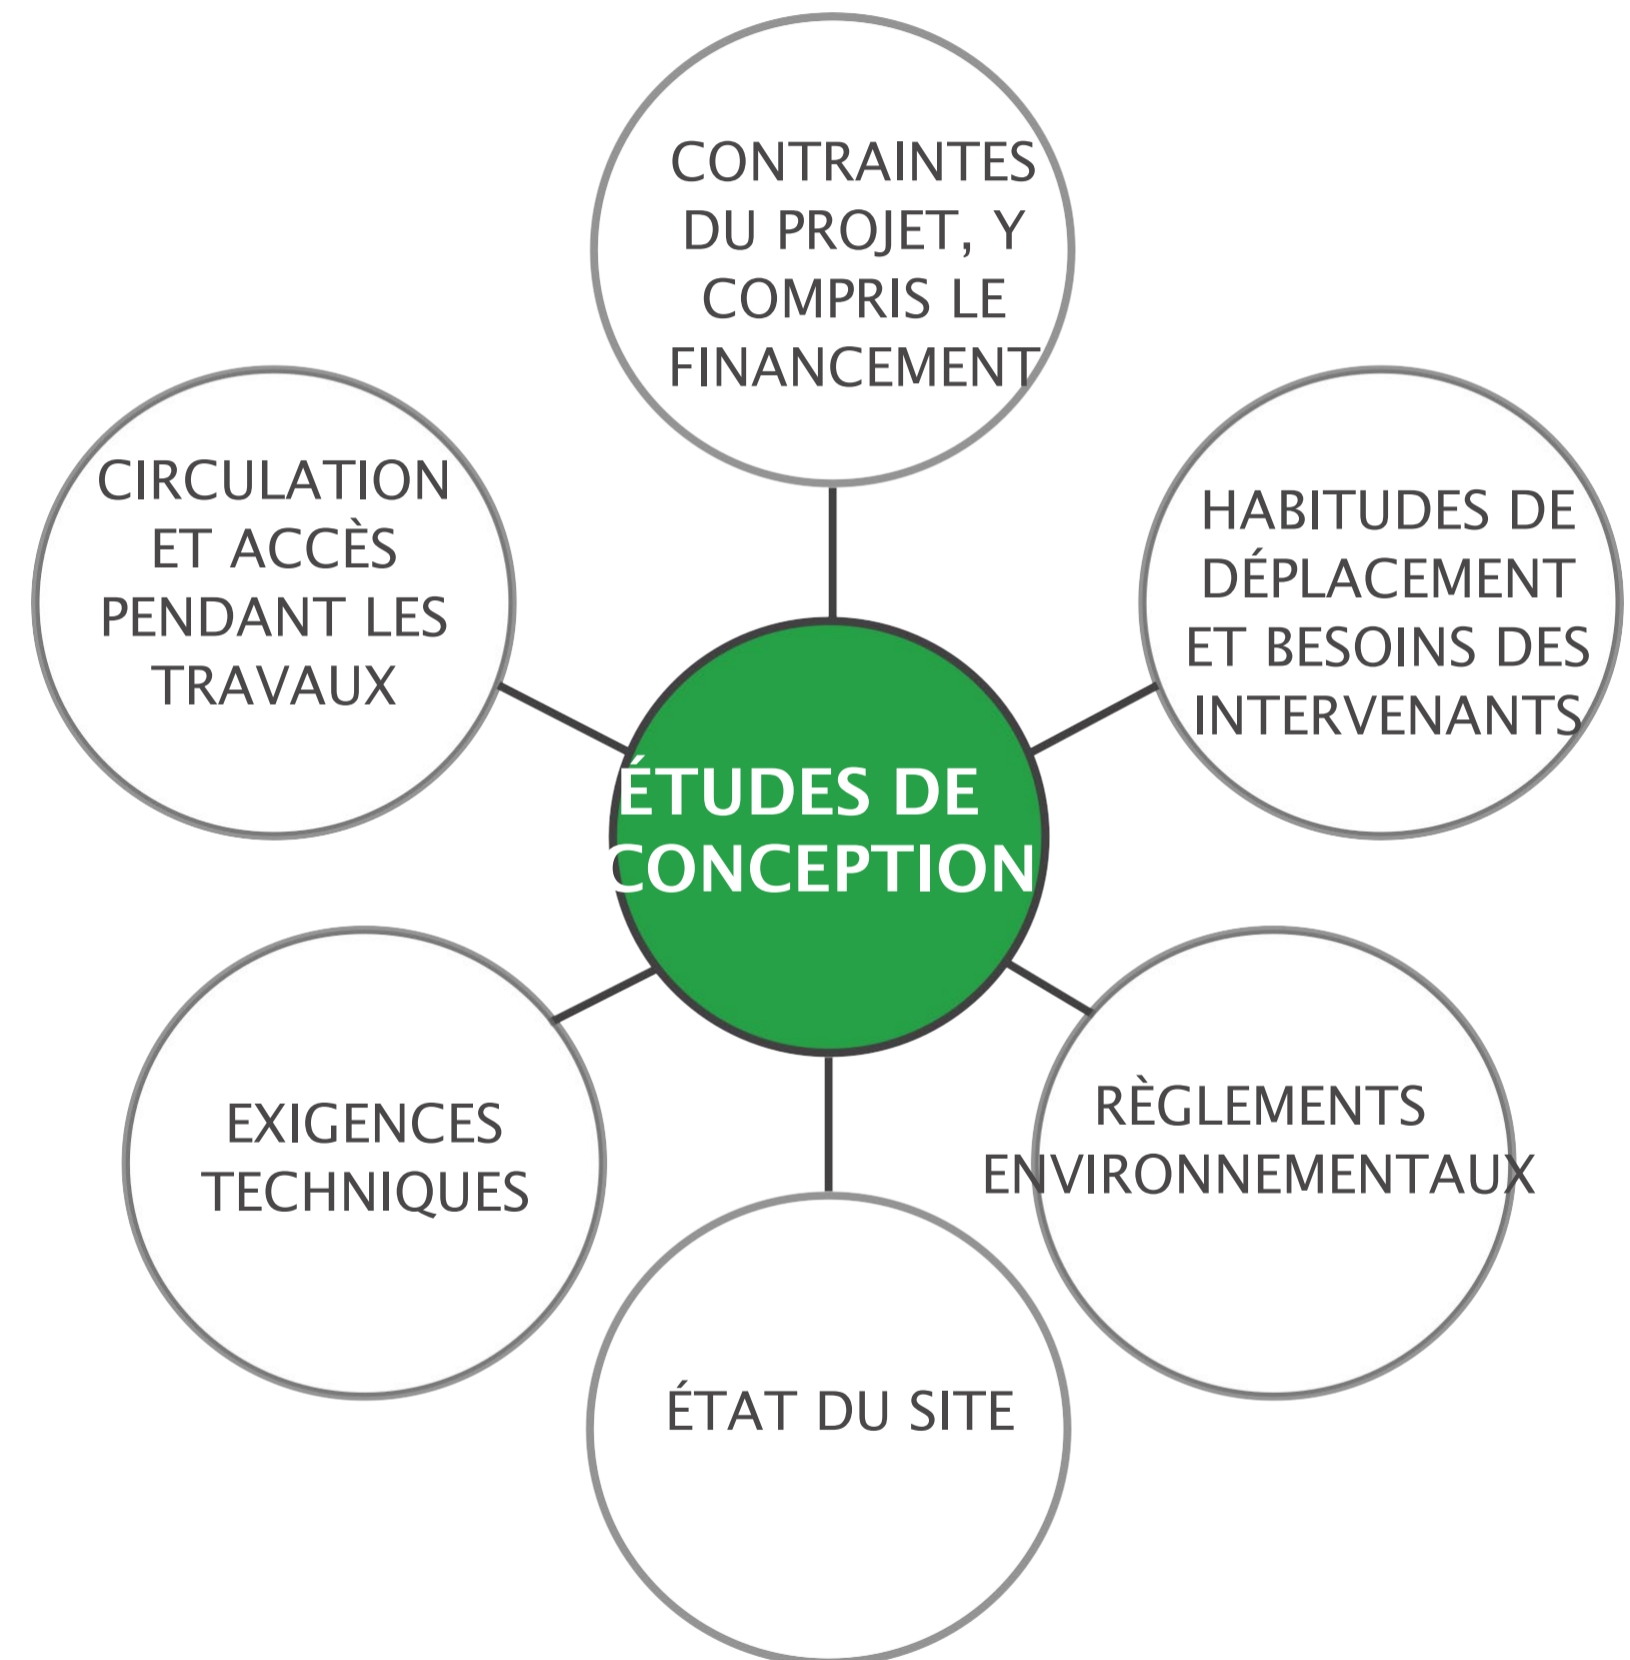 CONTRAINTES
DU PROJET, Y
COMPRIS LE
FINANCEMENT
CIRCULATION
ET ACCÈS
PENDANT LES
TRAVAUX
HABITUDES DE
DÉPLACEMENT
ET BESOINS DES
INTERVENANTS
ÉTUDES DE
CONCEPTION
EXIGENCES
TECHNIQUES
RÈGLEMENTS
ENVIRONNEMENTAUX
ÉTAT DU SITE